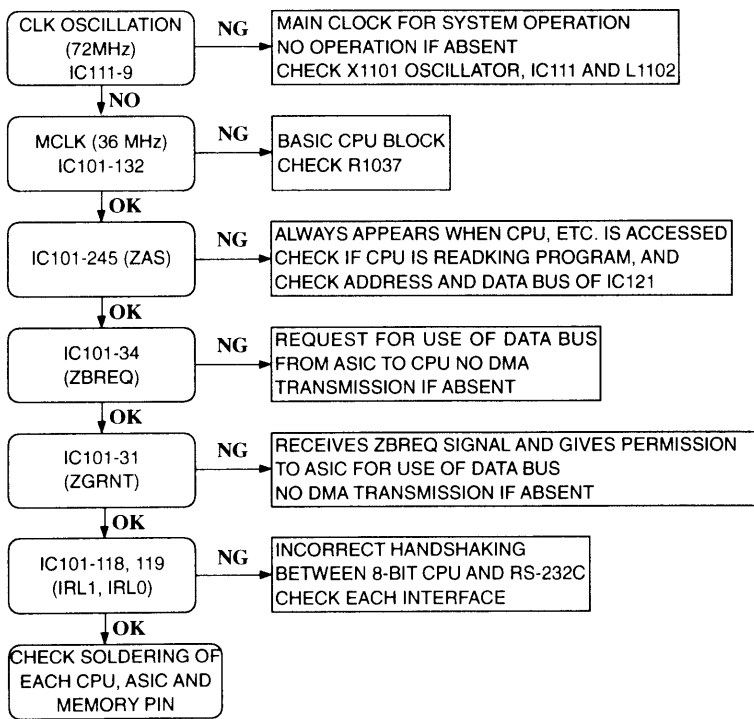 CLK OSCILLATION
(72MHz)
IC111-9
NG
MAIN CLOCK FOR SYSTEM OPERATION
NO OPERATION IF ABSENT
CHECK X1101 OSCILLATOR, IC111 AND L1102
NO
MCLK (36 MHz)
IC101-132
NG
BASIC CPU BLOCK
CHECK R1037
OK
IC101-245 (ZAS)
NG
ALWAYS APPEARS WHEN CPU, ETC. IS ACCESSED
CHECK IF CPU IS READKING PROGRAM, AND
CHECK ADDRESS AND DATA BUS OF IC121
OK
IC101-34
(ZBREQ)
NG
REQUEST FOR USE OF DATA BUS
FROM ASIC TO CPU NO DMA
TRANSMISSION IF ABSENT
OK
IC101-31
(ZGRNT)
NG
RECEIVES ZBREQ SIGNAL AND GIVES PERMISSION
TO ASIC FOR USE OF DATA BUS
NO DMA TRANSMISSION IF ABSENT
OK
IC101-118, 119
(IRL1, IRL0)
NG
INCORRECT HANDSHAKING
BETWEEN 8-BIT CPU AND RS-232C
CHECK EACH INTERFACE
OK
CHECK SOLDERING OF
EACH CPU, ASIC AND
MEMORY PIN